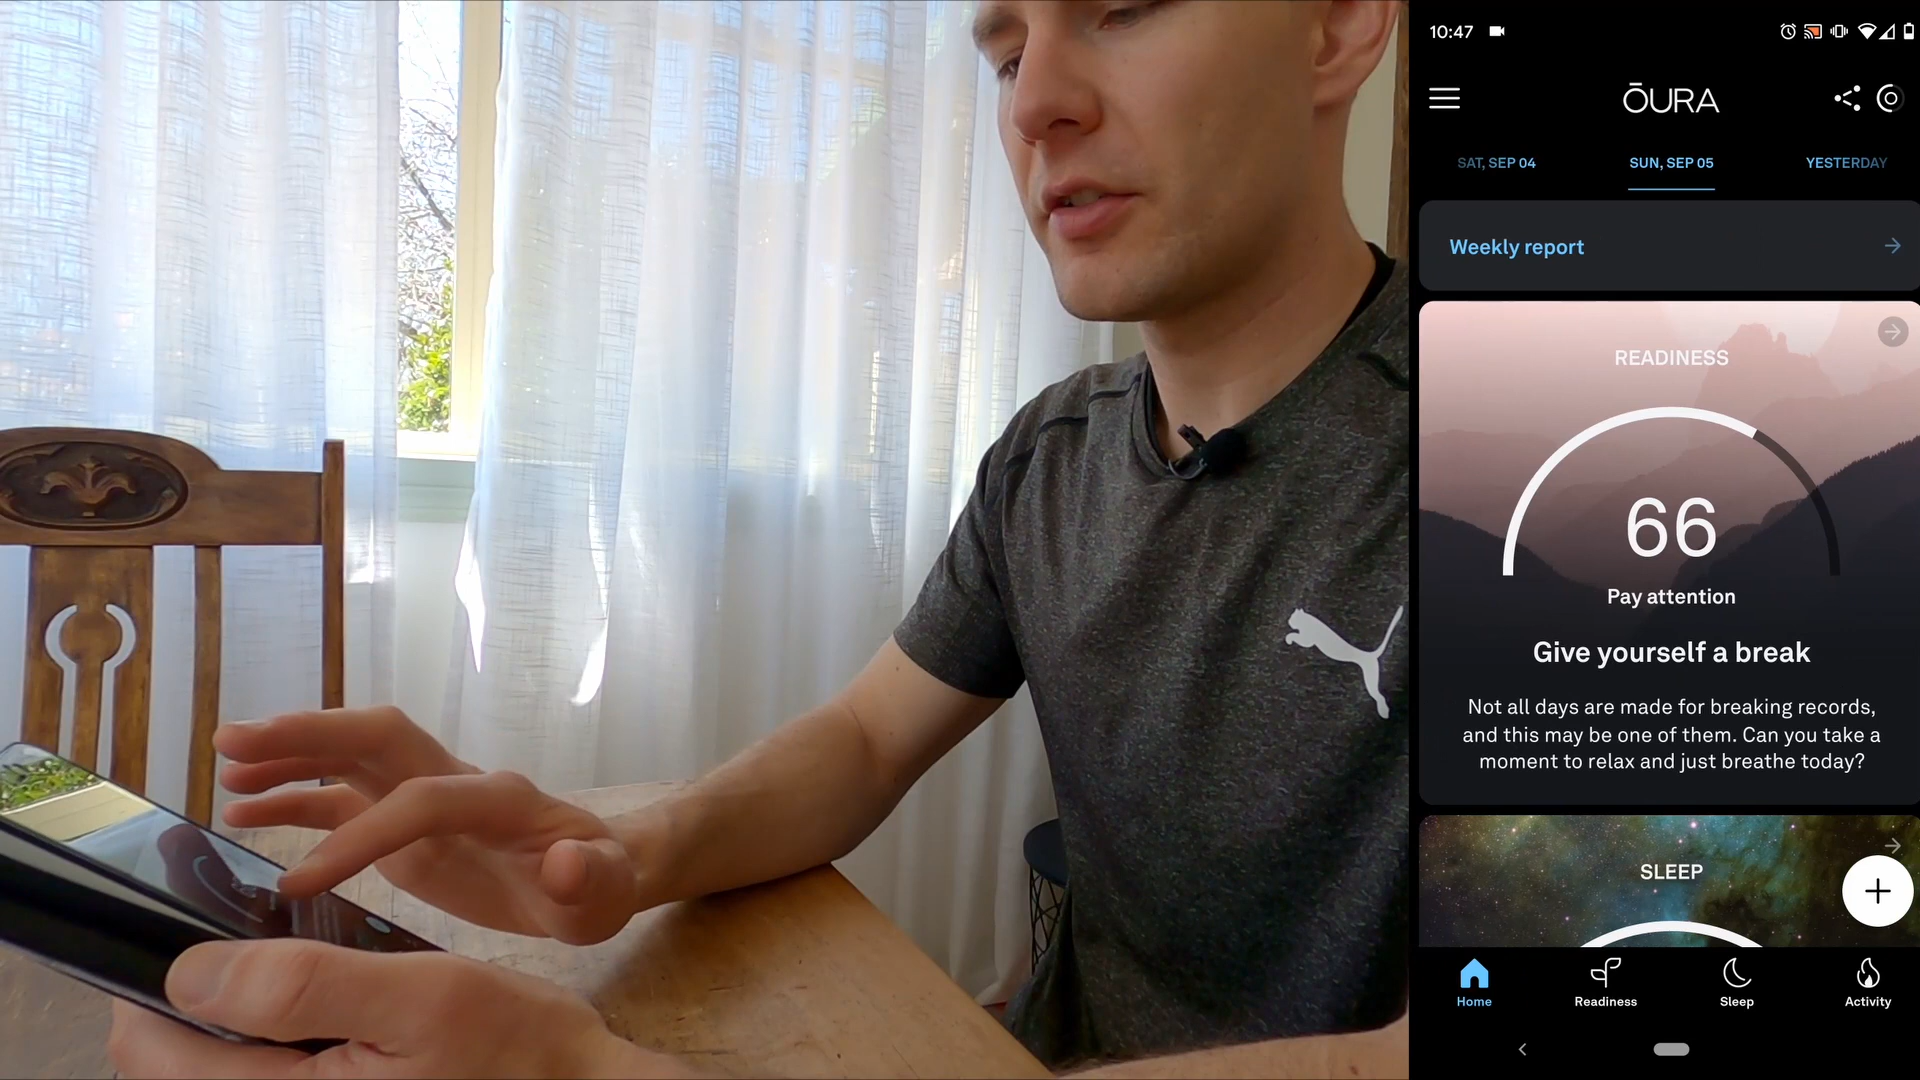 10:47
ŌURA
SAT, SEP 04
SUN, SEP 05
YESTERDAY
Weekly report
READINESS
66
Pay attention
Give yourself a break
Not all days are made for breaking records,
and this may be one of them. Can you take a
moment to relax and just breathe today?
SLEEP
Home
Readiness
Sleep
Activity